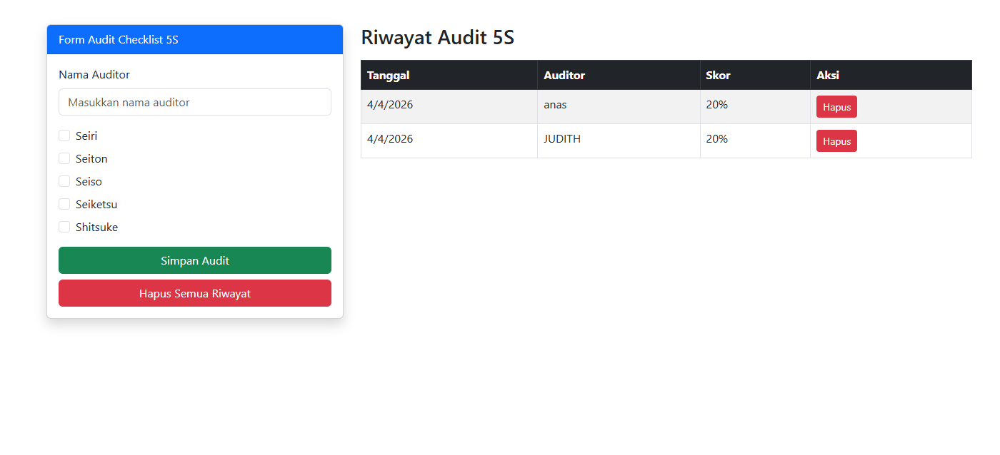 Form Audit Checklist 5S
Nama Auditor
Masukkan nama auditor
Seiri
Seiton
Seiso
Seiketsu
Shitsuke
Simpan Audit
Hapus Semua Riwayat
Riwayat Audit 5S
Tanggal Auditor Skor Aksi
4/4/2026 anas 20% Hapus
4/4/2026 JUDITH 20% Hapus